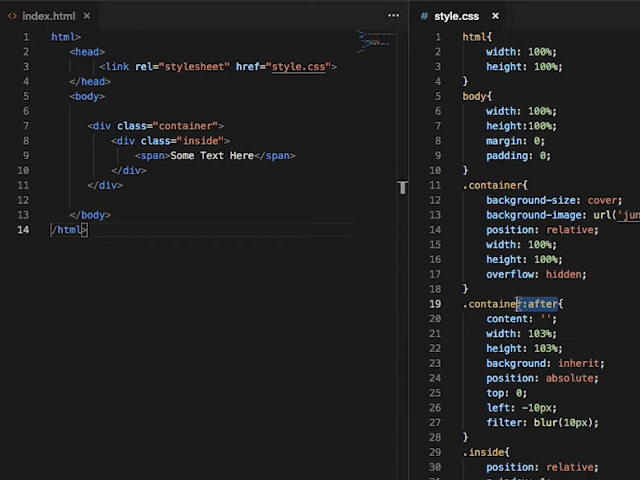 index.html
1 html>
2 <head>
3 <link rel="stylesheet" href="style.css">
4 </head>
5 <body>
6
7 <div class="container">
8 <div class="inside">
9 <span>Some Text Here</span>
10 </div>
11 </div>
12
13 </body>
14 /html>
style.css
1 html{
2 width: 100%;
3 height: 100%;
4 }
5 body{
6 width: 100%;
7 height:100%;
8 margin: 0;
9 padding: 0;
10 }
11 .container{
12 background-size: cover;
13 background-image: url('jun
14 position: relative;
15 width: 100%;
16 height: 100%;
17 overflow: hidden;
18 }
19 .container:after{
20 content: '';
21 width: 103%;
22 height: 103%;
23 background: inherit;
24 position: absolute;
25 top: 0;
26 left: -10px;
27 filter: blur(10px);
28 }
29 .inside{
30 position: relative;